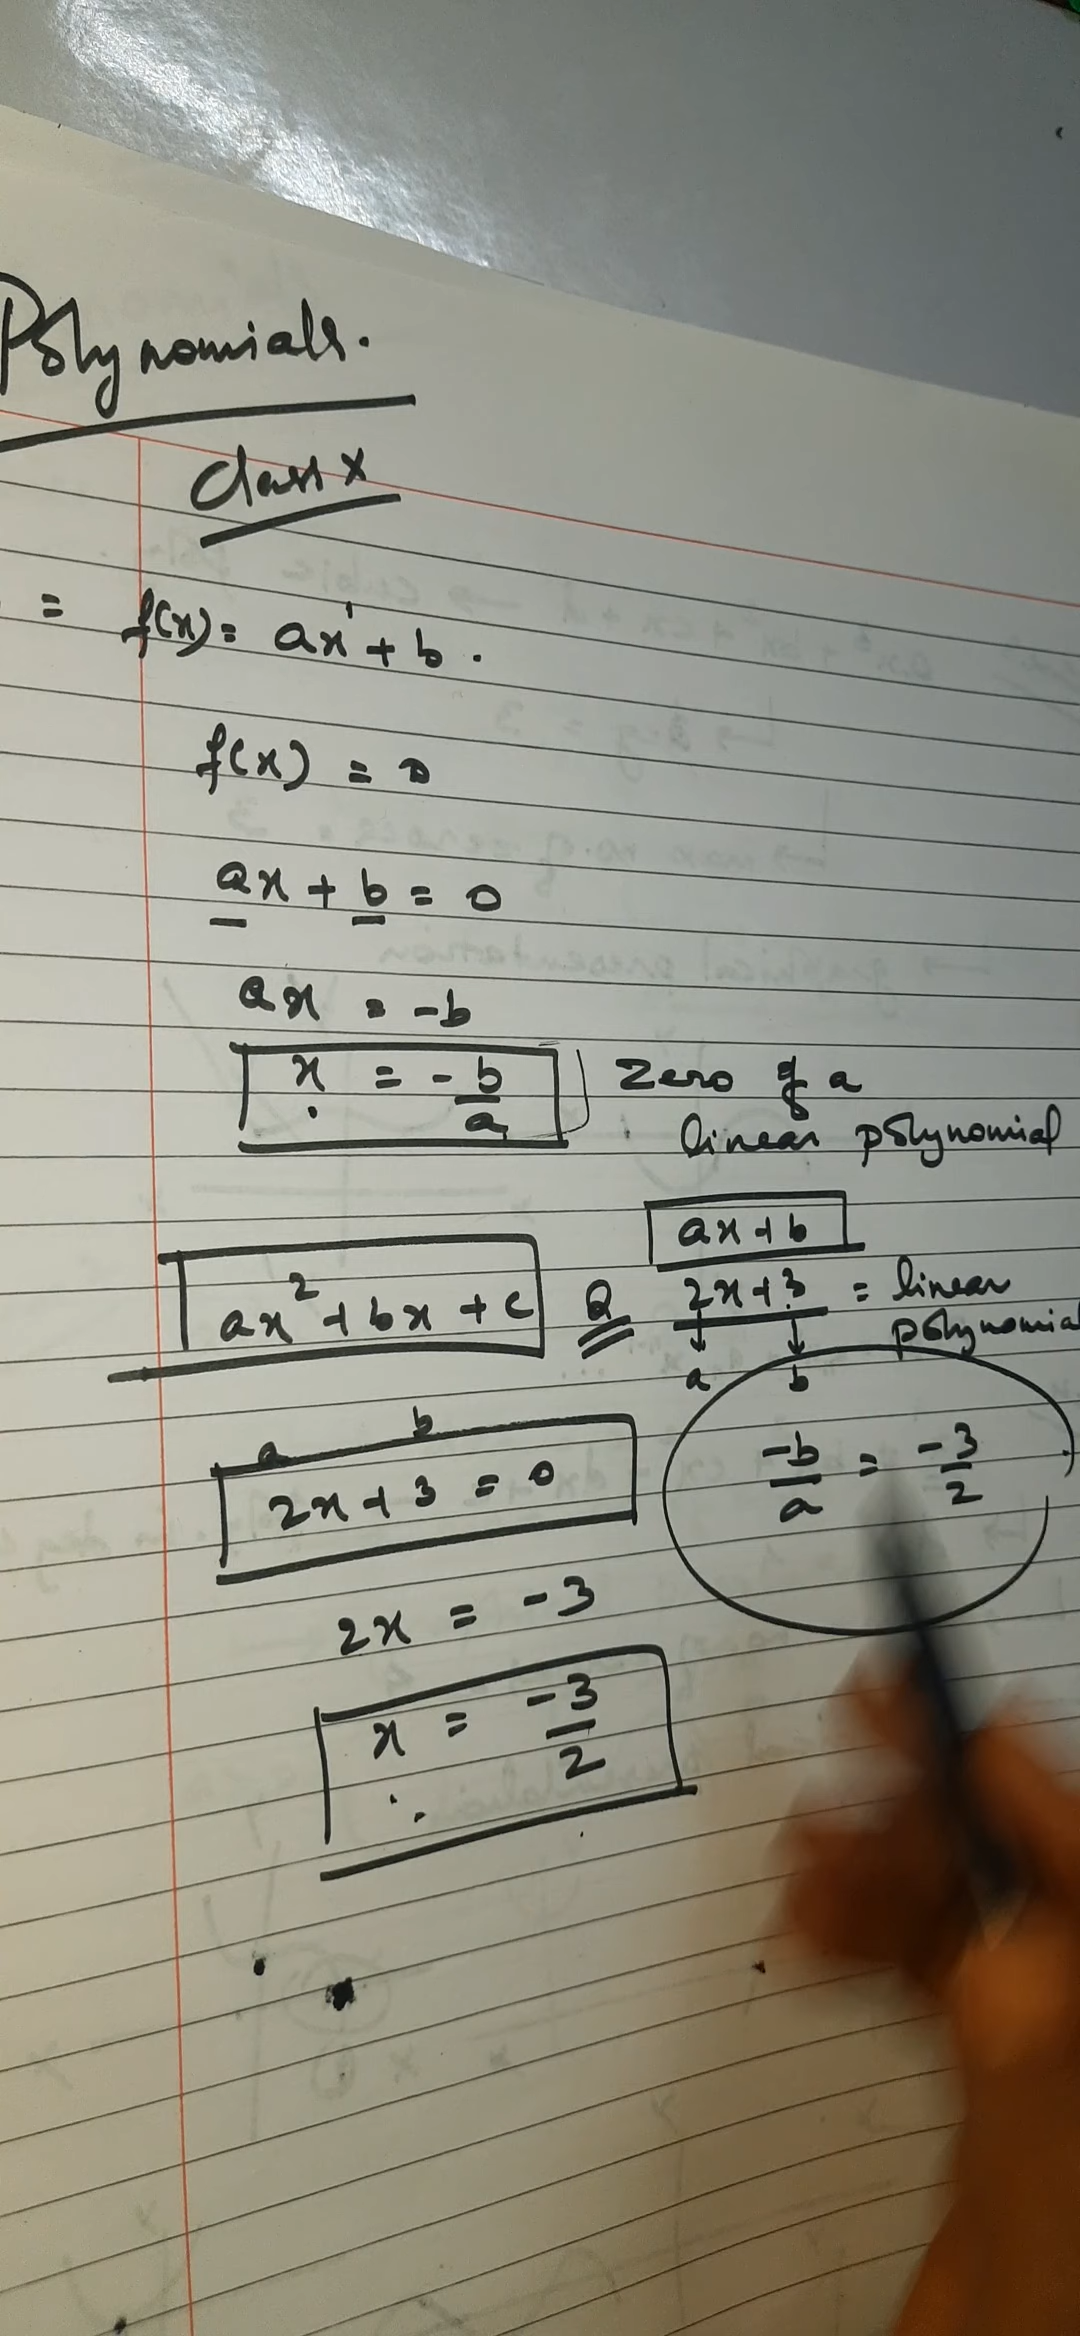 Polynomials.
Class X
= f(x) = ax¹ + b .
f(x) = 0
ax + b = 0
ax = -b
x = -b/a Zero of a
linear polynomial
ax + b
ax² + bx + c Q 2x+3 = linear
polynomial
a b
a b
2x + 3 = 0 -b/a = -3/2
2x = -3
x = -3/2